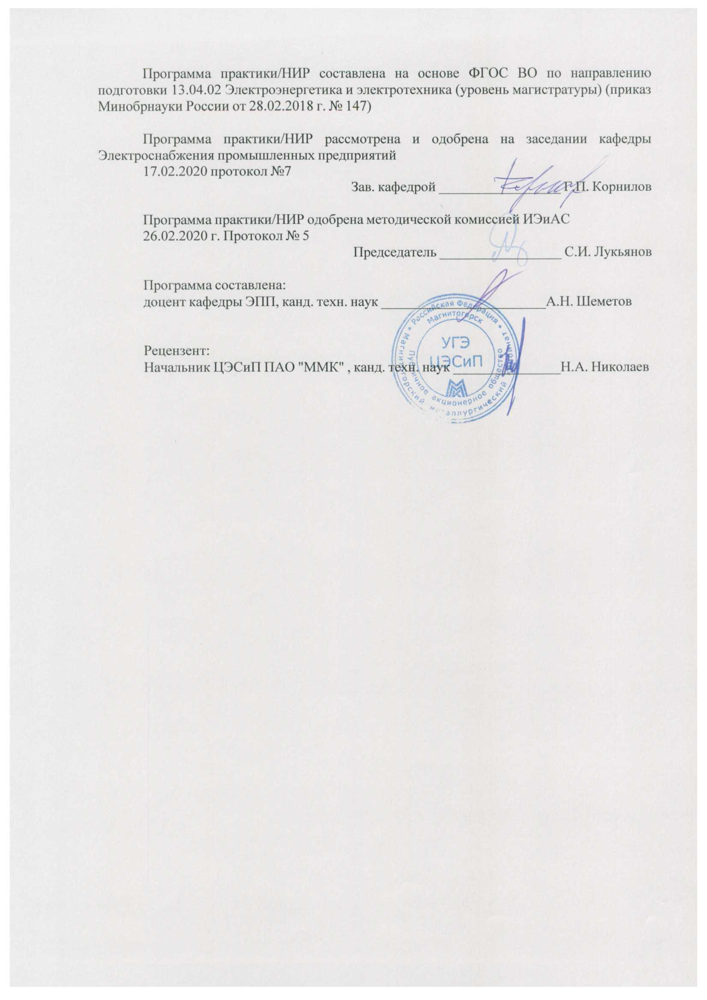 Программа практики/НИР составлена на основе ФГОС ВО по направлению
подготовки 13.04.02 Электроэнергетика и электротехника (уровень магистратуры) (приказ
Минобрнауки России от 28.02.2018 г. № 147)
Программа практики/НИР рассмотрена и одобрена на заседании кафедры
Электроснабжения промышленных предприятий
17.02.2020 протокол №7
Зав. кафедрой ________________ Г.П. Корнилов
Программа практики/НИР одобрена методической комиссией ИЭиАС
26.02.2020 г. Протокол № 5
Председатель ________________ С.И. Лукьянов
Программа составлена:
доцент кафедры ЭПП, канд. техн. наук ______________________А.Н. Шеметов
Рецензент:
Начальник ЦЭСиП ПАО "ММК" , канд. техн. наук ______________Н.А. Николаев
Российская Федерация
Магнитогорск
Магнитогорский металлургический комбинат
Публичное акционерное общество
УГЭ
ЦЭСиП